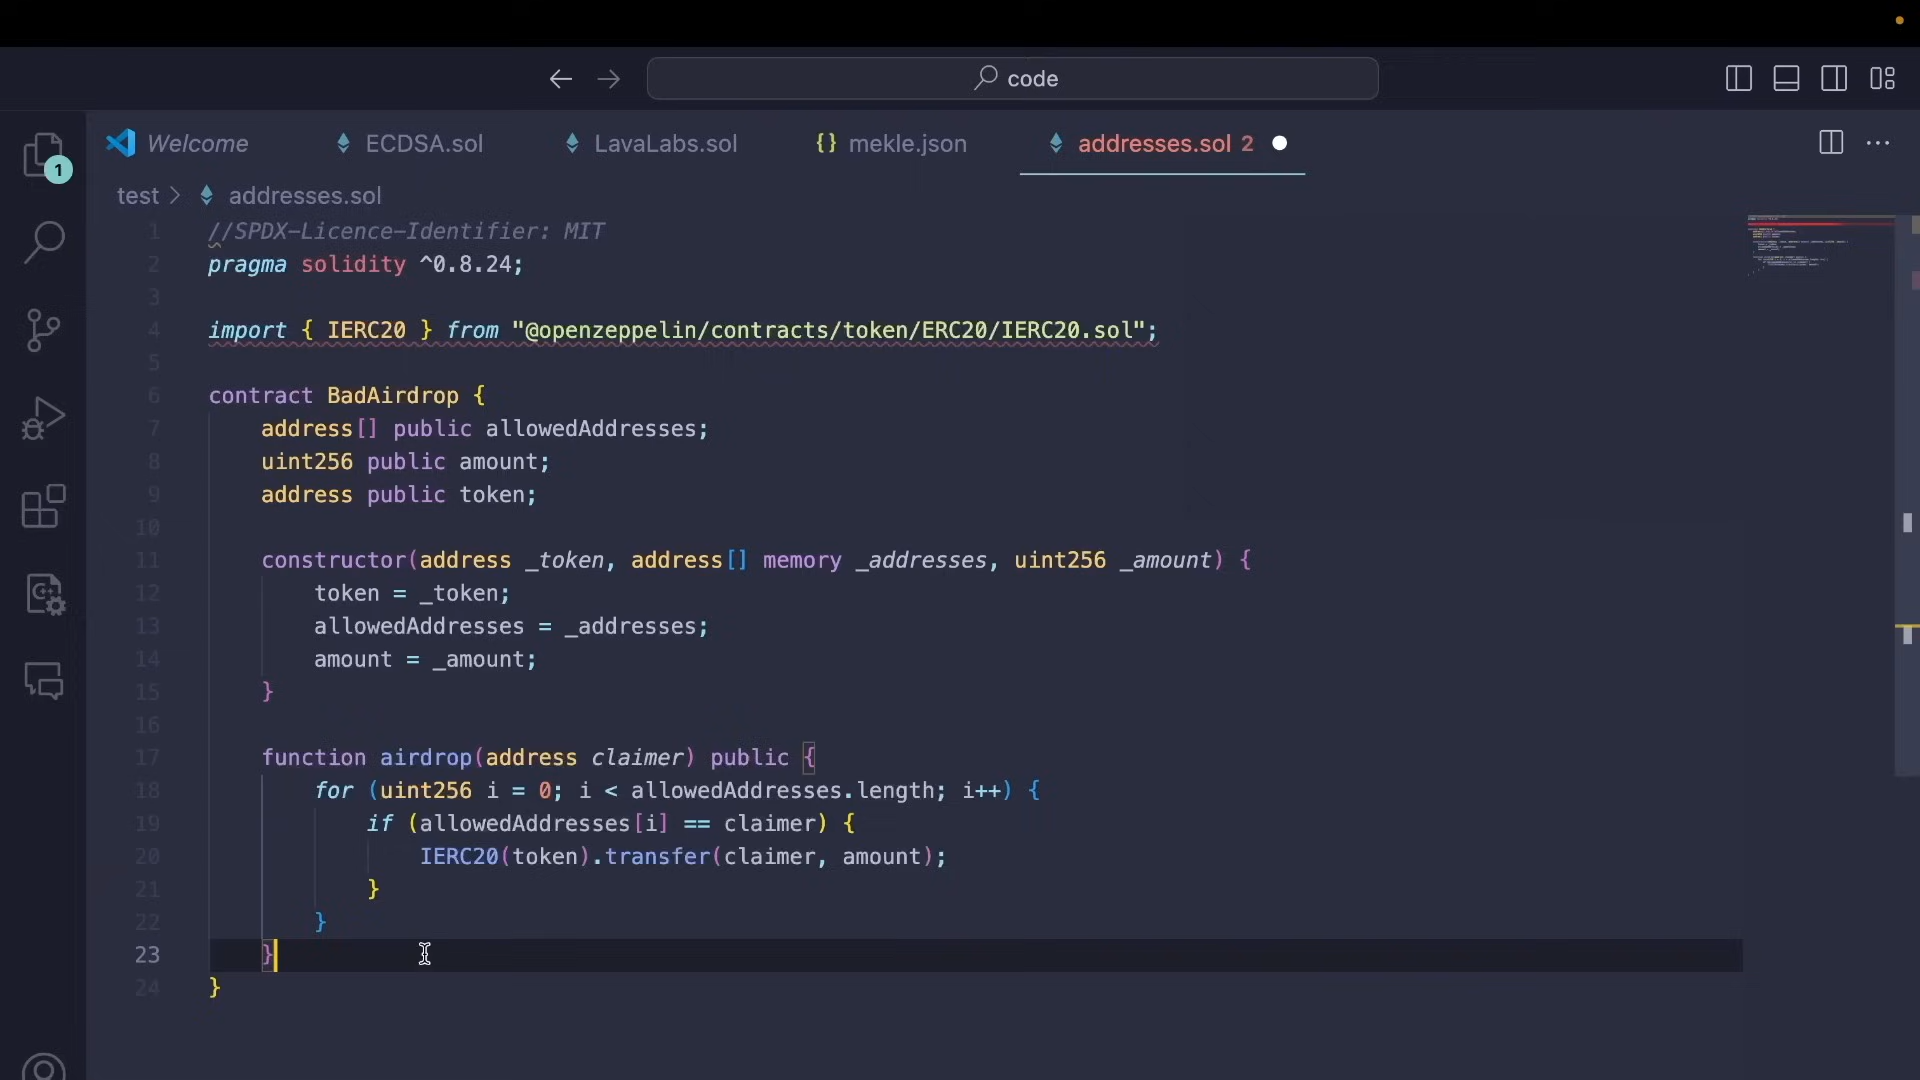 code
Welcome
ECDSA.sol
LavaLabs.sol
{} mekle.json
addresses.sol 2
1
test > addresses.sol
1 //SPDX-Licence-Identifier: MIT
2 pragma solidity ^0.8.24;
3
4 import { IERC20 } from "@openzeppelin/contracts/token/ERC20/IERC20.sol";
5
6 contract BadAirdrop {
7 address[] public allowedAddresses;
8 uint256 public amount;
9 address public token;
10
11 constructor(address _token, address[] memory _addresses, uint256 _amount) {
12 token = _token;
13 allowedAddresses = _addresses;
14 amount = _amount;
15 }
16
17 function airdrop(address claimer) public {
18 for (uint256 i = 0; i < allowedAddresses.length; i++) {
19 if (allowedAddresses[i] == claimer) {
20 IERC20(token).transfer(claimer, amount);
21 }
22 }
23 }
24 }